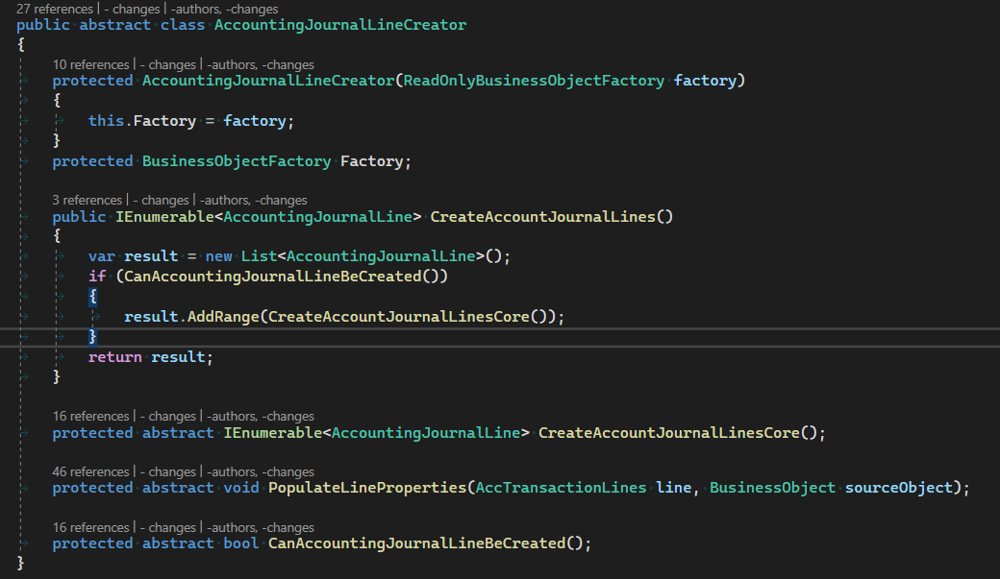 27 references | - changes | -authors, -changes
public abstract class AccountingJournalLineCreator
{
10 references | - changes | -authors, -changes
protected AccountingJournalLineCreator(ReadOnlyBusinessObjectFactory factory)
{
this.Factory = factory;
}
protected BusinessObjectFactory Factory;
3 references | - changes | -authors, -changes
public IEnumerable<AccountingJournalLine> CreateAccountJournalLines()
{
var result = new List<AccountingJournalLine>();
if (CanAccountingJournalLineBeCreated())
{
result.AddRange(CreateAccountJournalLinesCore());
}
return result;
}
16 references | - changes | -authors, -changes
protected abstract IEnumerable<AccountingJournalLine> CreateAccountJournalLinesCore();
46 references | - changes | -authors, -changes
protected abstract void PopulateLineProperties(AccTransactionLines line, BusinessObject sourceObject);
16 references | - changes | -authors, -changes
protected abstract bool CanAccountingJournalLineBeCreated();
}